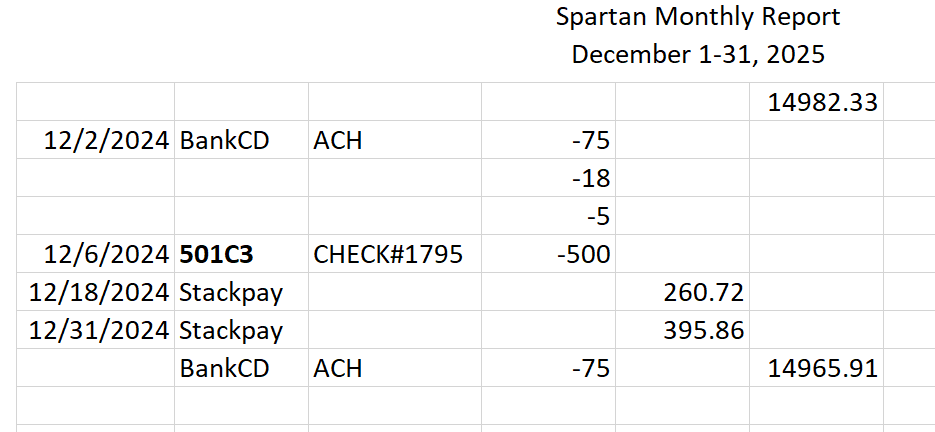 Spartan Monthly Report
December 1-31, 2025
14982.33
12/2/2024 BankCD ACH -75
-18
-5
12/6/2024 501C3 CHECK#1795 -500
12/18/2024 Stackpay 260.72
12/31/2024 Stackpay 395.86
BankCD ACH -75 14965.91